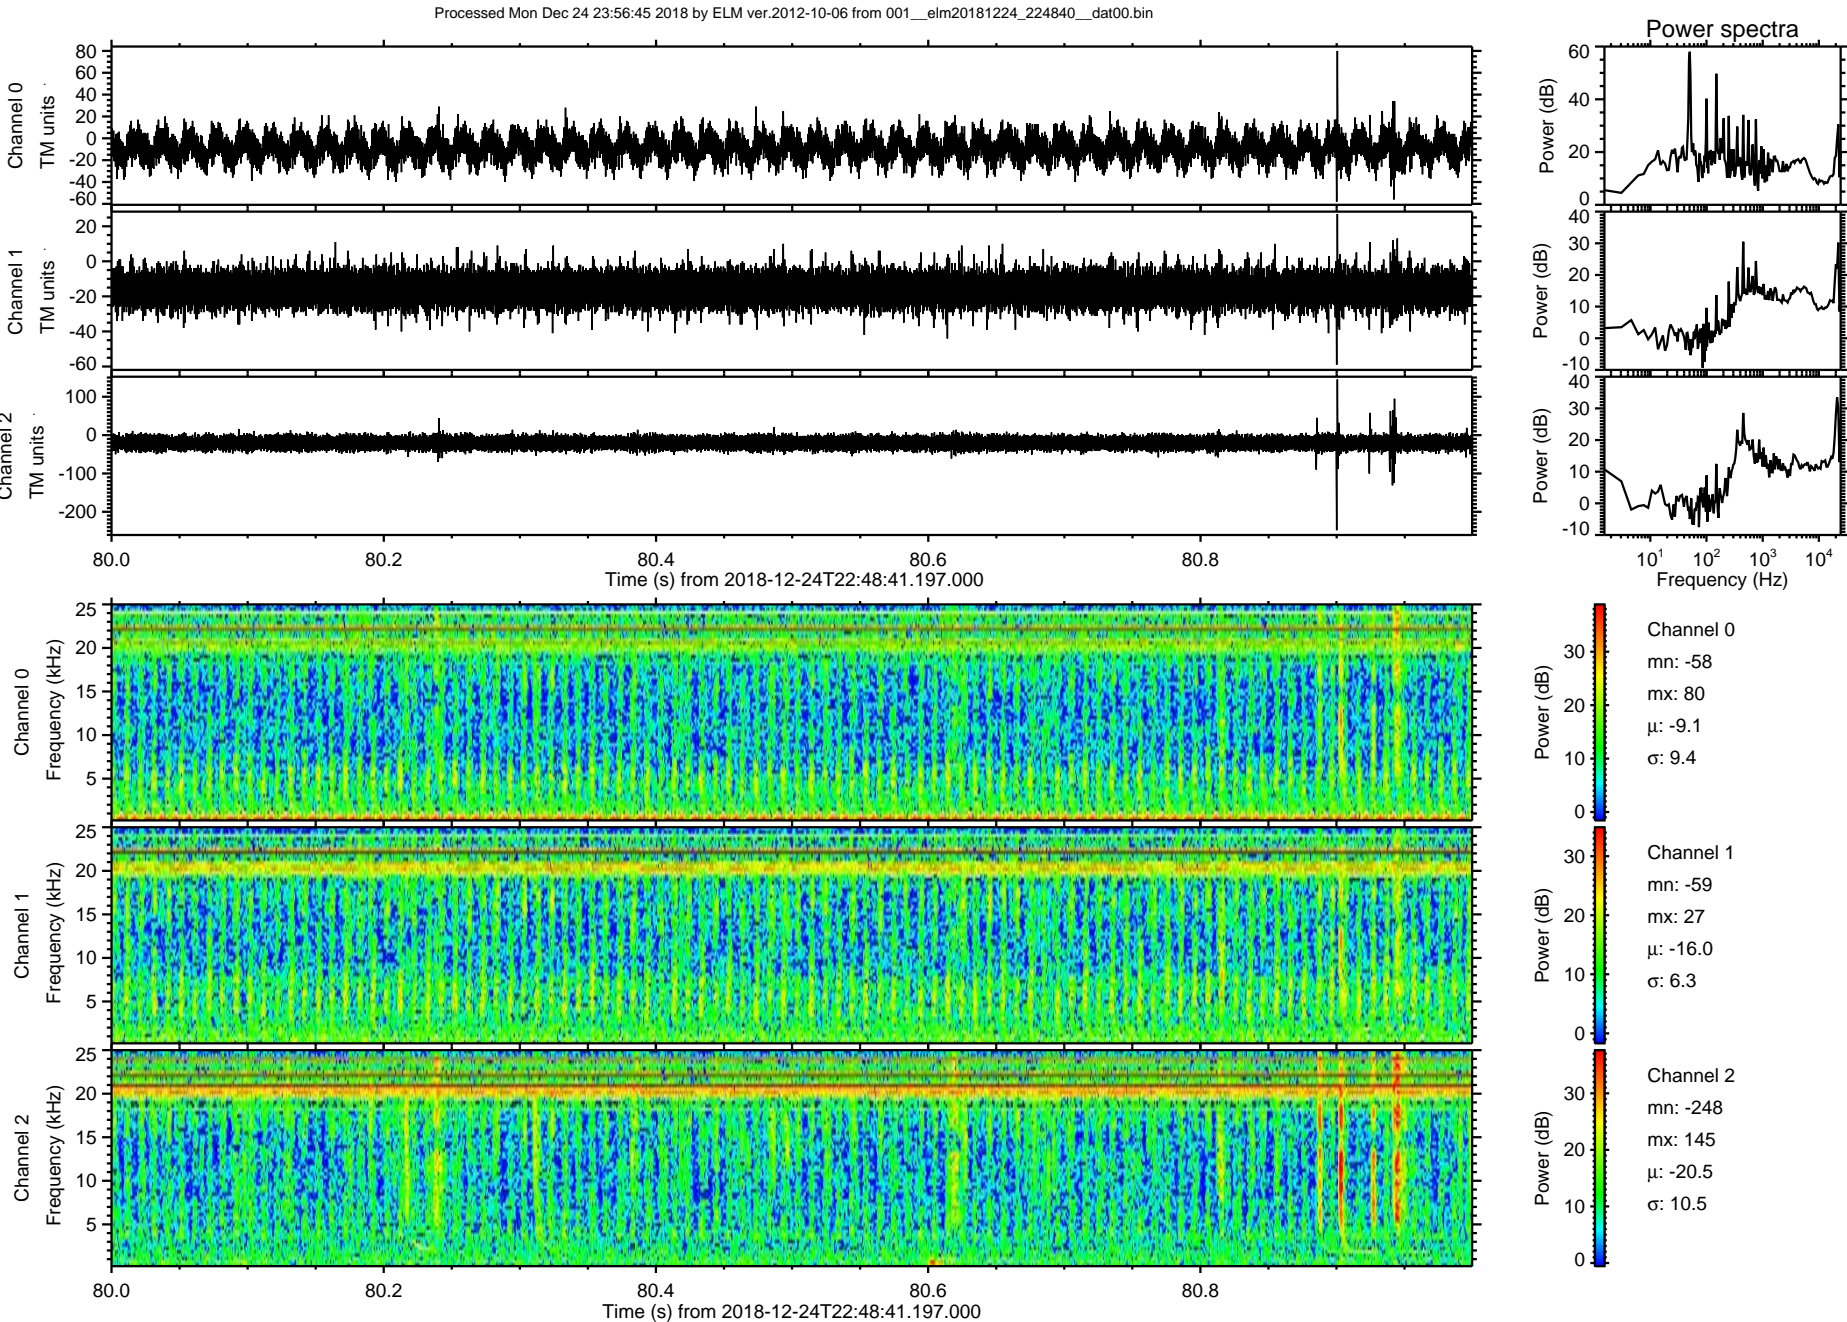 Processed Mon Dec 24 23:56:45 2018 by ELM ver.2012-10-06 from 001__elm20181224_224840__dat00.bin
Power spectra
Channel 0
TM units
80
60
40
20
0
-20
-40
-60
Power (dB)
60
40
20
0
Channel 1
TM units
20
0
-20
-40
-60
Power (dB)
40
30
20
10
0
-10
Channel 2
TM units
100
0
-100
-200
Power (dB)
40
30
20
10
0
-10
80.0 80.2 80.4 80.6 80.8
Time (s) from 2018-12-24T22:48:41.197.000
10^1 10^2 10^3 10^4
Frequency (Hz)
Channel 0
Frequency (kHz)
25
20
15
10
5
Power (dB)
30
20
10
0
Channel 0
mn: -58
mx: 80
μ: -9.1
σ: 9.4
Channel 1
Frequency (kHz)
25
20
15
10
5
Power (dB)
30
20
10
0
Channel 1
mn: -59
mx: 27
μ: -16.0
σ: 6.3
Channel 2
Frequency (kHz)
25
20
15
10
5
Power (dB)
30
20
10
0
Channel 2
mn: -248
mx: 145
μ: -20.5
σ: 10.5
80.0 80.2 80.4 80.6 80.8
Time (s) from 2018-12-24T22:48:41.197.000